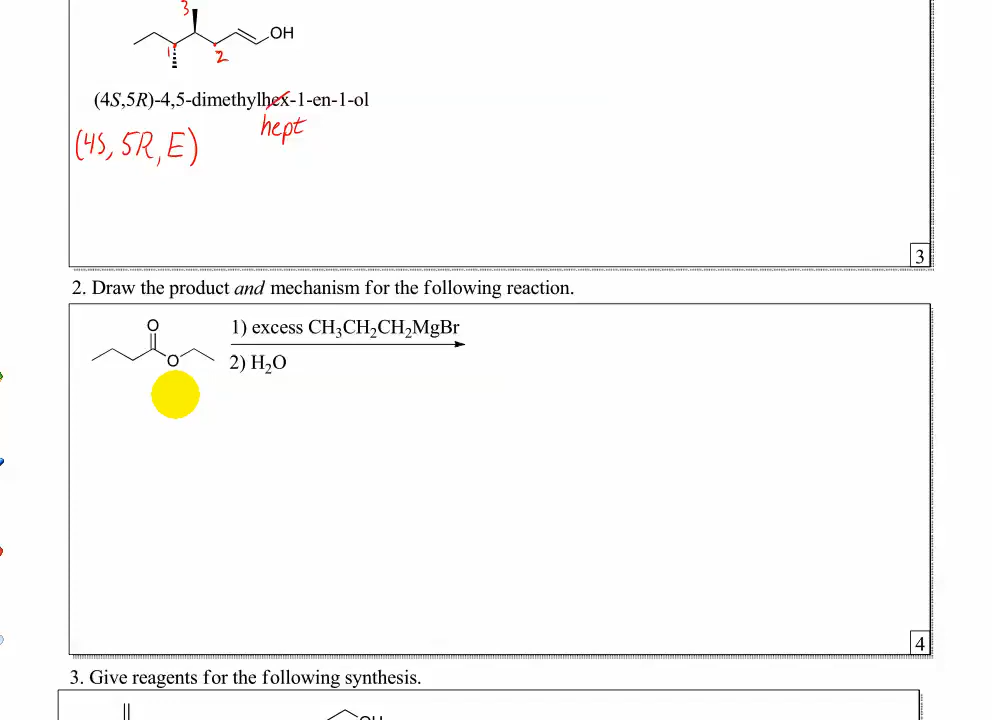 3
OH
1
2
(4S,5R)-4,5-dimethylhex-1-en-1-ol
hept
(4S, 5R, E)
3
2. Draw the product and mechanism for the following reaction.
O
O
1) excess CH₃CH₂CH₂MgBr
2) H₂O
4
3. Give reagents for the following synthesis.
OH